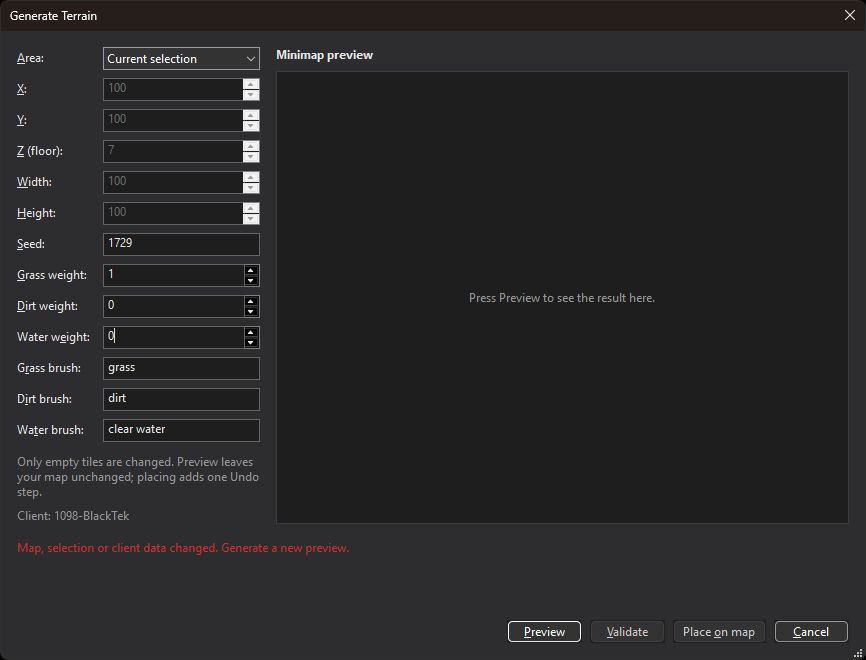 Generate Terrain
Area: Current selection
Minimap preview
X: 100
Y: 100
Z (floor): 7
Width: 100
Height: 100
Seed: 1729
Grass weight: 1
Dirt weight: 0
Water weight: 0
Grass brush: grass
Dirt brush: dirt
Water brush: clear water
Press Preview to see the result here.
Only empty tiles are changed. Preview leaves
your map unchanged; placing adds one Undo
step.
Client: 1098-BlackTek
Map, selection or client data changed. Generate a new preview.
Preview Validate Place on map Cancel